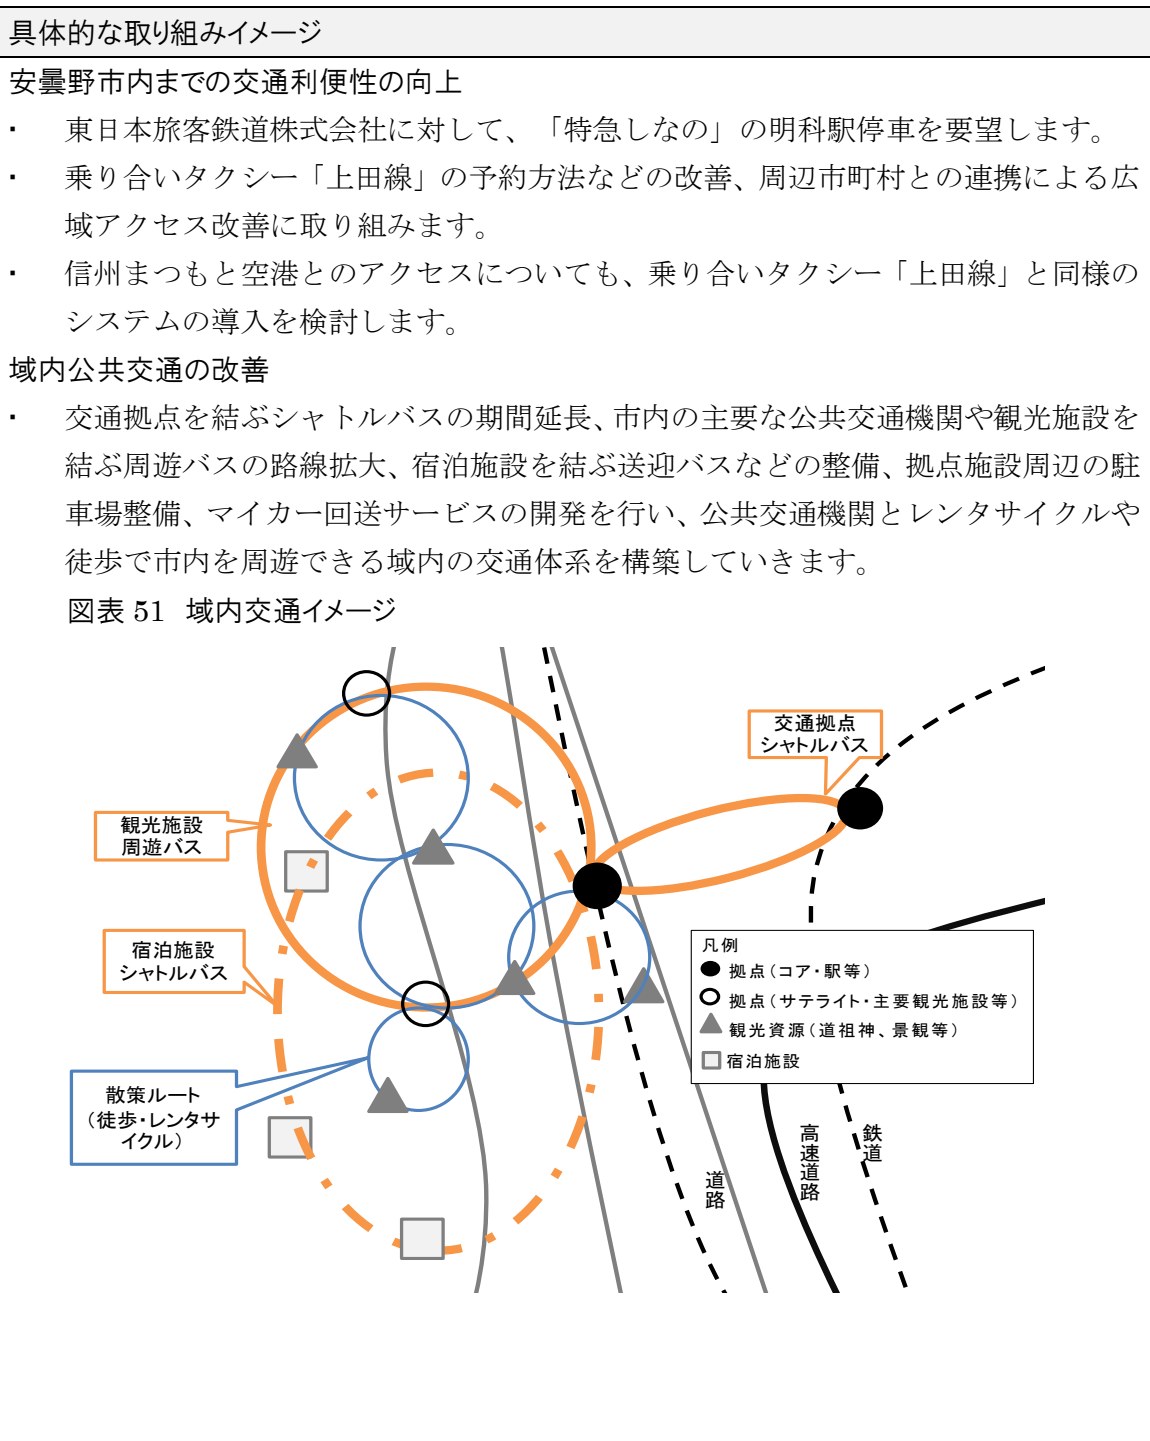 具体的な取り組みイメージ
安曇野市内までの交通利便性の向上
・ 東日本旅客鉄道株式会社に対して、「特急しなの」の明科駅停車を要望します。
・ 乗り合いタクシー「上田線」の予約方法などの改善、周辺市町村との連携による広
域アクセス改善に取り組みます。
・ 信州まつもと空港とのアクセスについても、乗り合いタクシー「上田線」と同様の
システムの導入を検討します。
域内公共交通の改善
・ 交通拠点を結ぶシャトルバスの期間延長、市内の主要な公共交通機関や観光施設を
結ぶ周遊バスの路線拡大、宿泊施設を結ぶ送迎バスなどの整備、拠点施設周辺の駐
車場整備、マイカー回送サービスの開発を行い、公共交通機関とレンタサイクルや
徒歩で市内を周遊できる域内の交通体系を構築していきます。
図表 51 域内交通イメージ
交通拠点
シャトルバス
観光施設
周遊バス
宿泊施設
シャトルバス
凡例
拠点（コア・駅等）
拠点（サテライト・主要観光施設等）
観光資源（道祖神、景観等）
宿泊施設
散策ルート
（徒歩・レンタサ
イクル）
道路
高速道路
鉄道